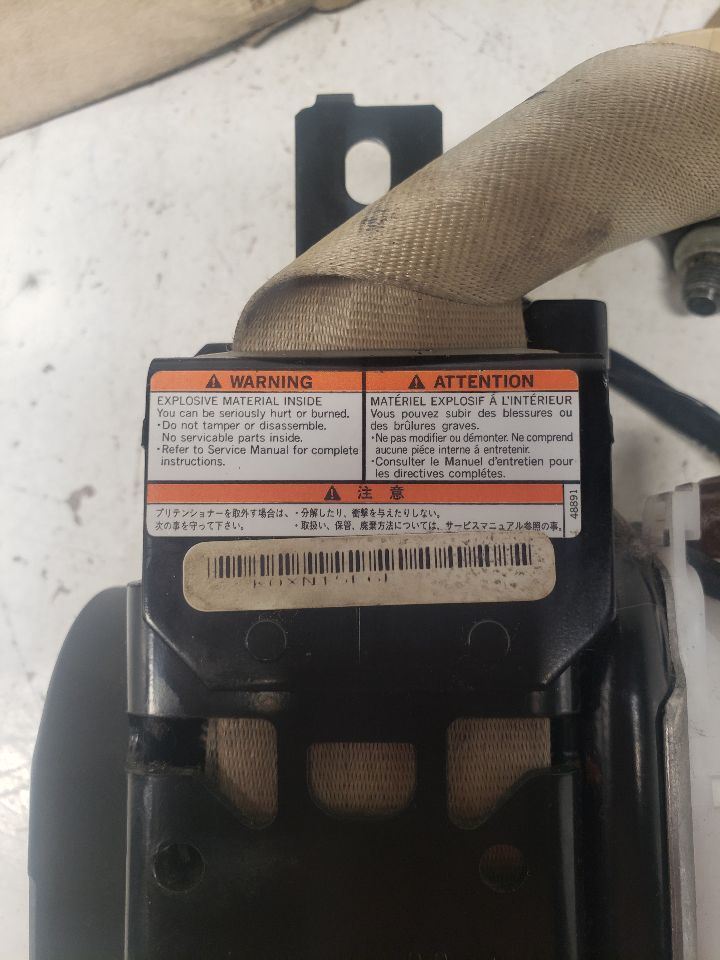 WARNING
EXPLOSIVE MATERIAL INSIDE
You can be seriously hurt or burned.
・Do not tamper or disassemble.
No servicable parts inside.
・Refer to Service Manual for complete
instructions.
ATTENTION
MATÉRIEL EXPLOSIF Á L'INTÉRIEUR
Vous pouvez subir des blessures ou
des brûlures graves.
・Ne pas modifier ou démonter. Ne comprend
aucune piéce interne á entretenir.
・Consulter le Manuel d'entretien pour
les directives complétes.
注意
プリテンショナーを取外す場合は、
次の事を守って下さい。
・分解したり、衝撃を与えたりしない。
・取扱い、保管、廃棄方法については、サービスマニュアル参照の事。
48891